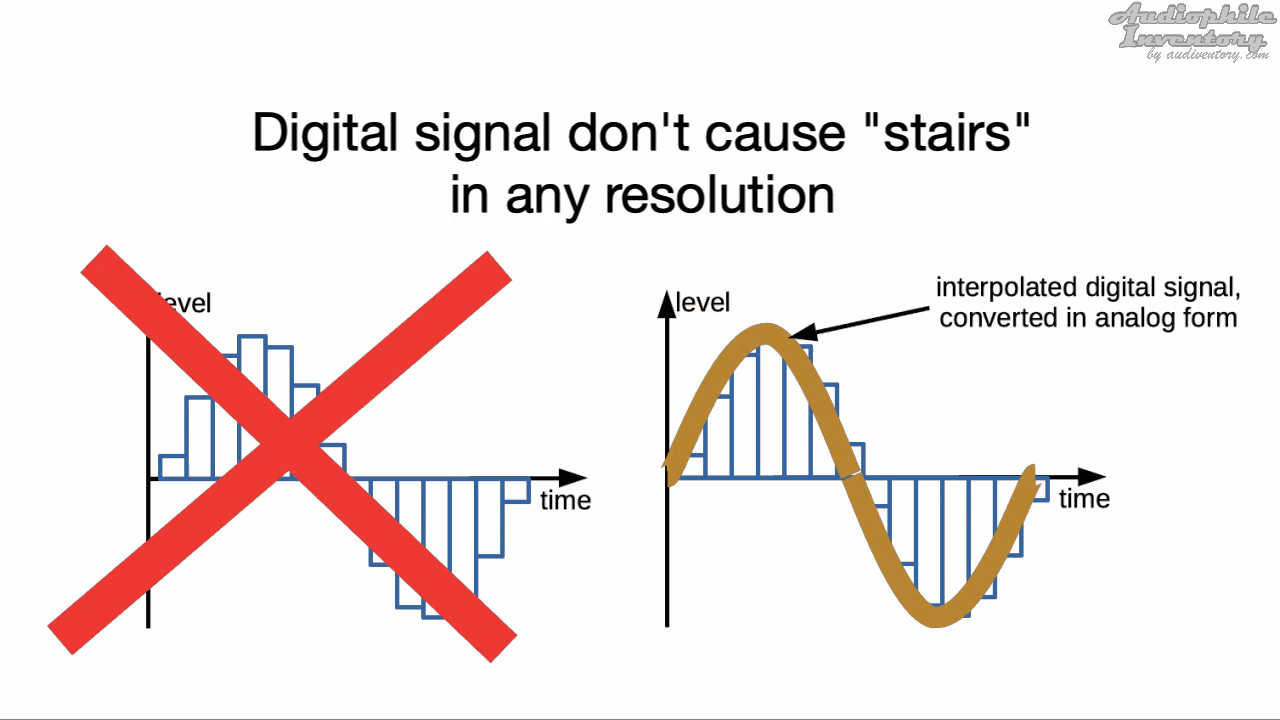 Audiophile
Inventory
by audiventory.com
Digital signal don't cause "stairs"
in any resolution
level
time
level
interpolated digital signal,
converted in analog form
time